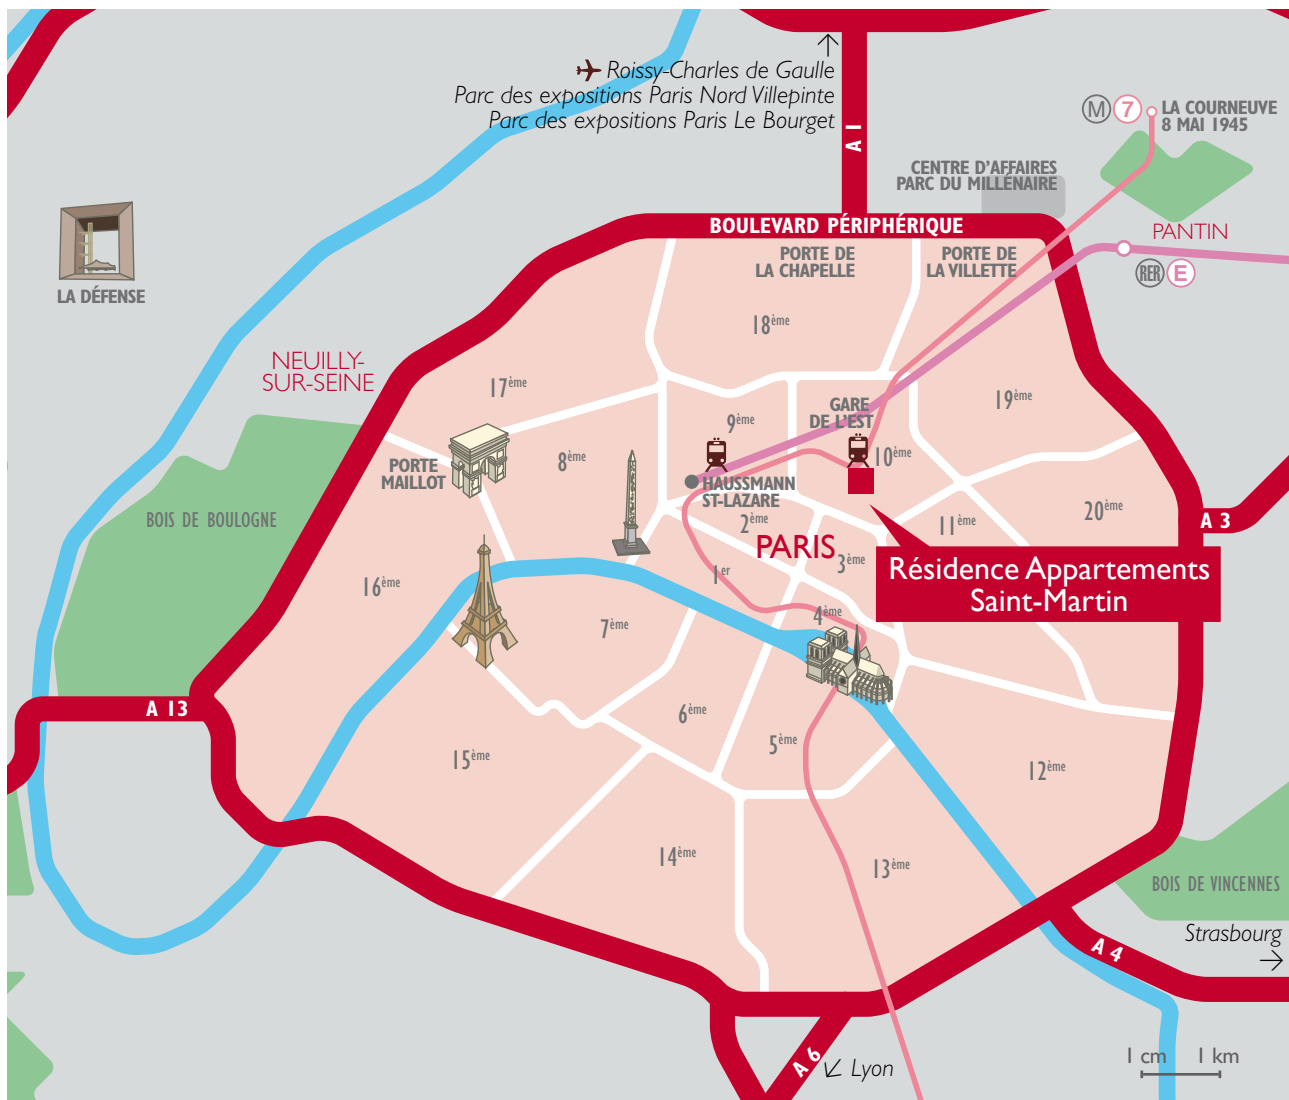 Roissy-Charles de Gaulle
Parc des expositions Paris Nord Villepinte
Parc des expositions Paris Le Bourget
A 1
M 7 LA COURNEUVE
8 MAI 1945
CENTRE D'AFFAIRES
PARC DU MILLÉNAIRE
LA DÉFENSE
BOULEVARD PÉRIPHÉRIQUE
PANTIN
RER E
PORTE DE
LA CHAPELLE
PORTE DE
LA VILLETTE
18ème
NEUILLY-
SUR-SEINE
17ème
19ème
9ème
GARE
DE L'EST
10ème
8ème
PORTE
MAILLOT
HAUSSMANN
ST-LAZARE
BOIS DE BOULOGNE
2ème
11ème
20ème
A 3
PARIS
3ème
Résidence Appartements
Saint-Martin
1er
16ème
4ème
7ème
A 13
6ème
5ème
15ème
12ème
14ème
13ème
BOIS DE VINCENNES
Strasbourg
A 4
A 6
Lyon
1 cm 1 km